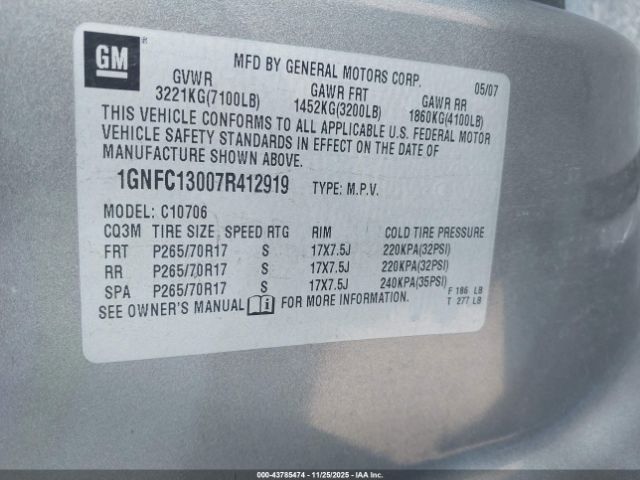 GM
MFD BY GENERAL MOTORS CORP. 05/07
GVWR GAWR FRT GAWR RR
3221KG(7100LB) 1452KG(3200LB) 1860KG(4100LB)
THIS VEHICLE CONFORMS TO ALL APPLICABLE U.S. FEDERAL MOTOR
VEHICLE SAFETY STANDARDS IN EFFECT ON THE DATE OF
MANUFACTURE SHOWN ABOVE.
1GNFC13007R412919 TYPE: M.P.V.
MODEL: C10706
CQ3M TIRE SIZE SPEED RTG RIM COLD TIRE PRESSURE
FRT P265/70R17 S 17X7.5J 220KPA(32PSI)
RR P265/70R17 S 17X7.5J 220KPA(32PSI)
SPA P265/70R17 S 17X7.5J 240KPA(35PSI) F 186 LB
SEE OWNER'S MANUAL FOR MORE INFORMATION. T 277 LB
000-43785474 - 11/25/2025 - IAA Inc.